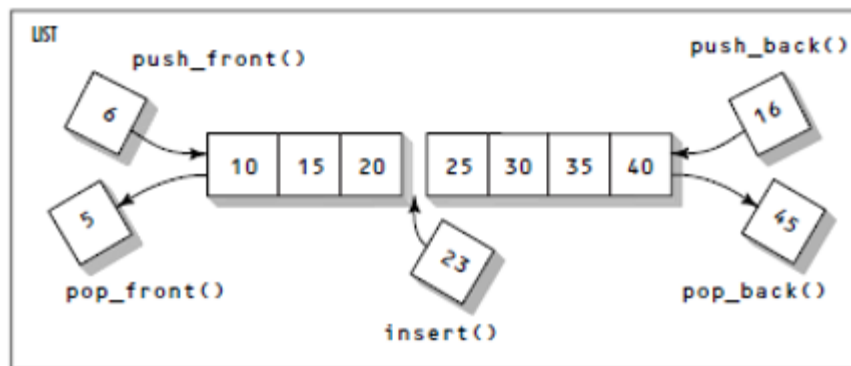 LIST
push_front()
push_back()
6
16
10 15 20 25 30 35 40
5
45
23
pop_front()
pop_back()
insert()